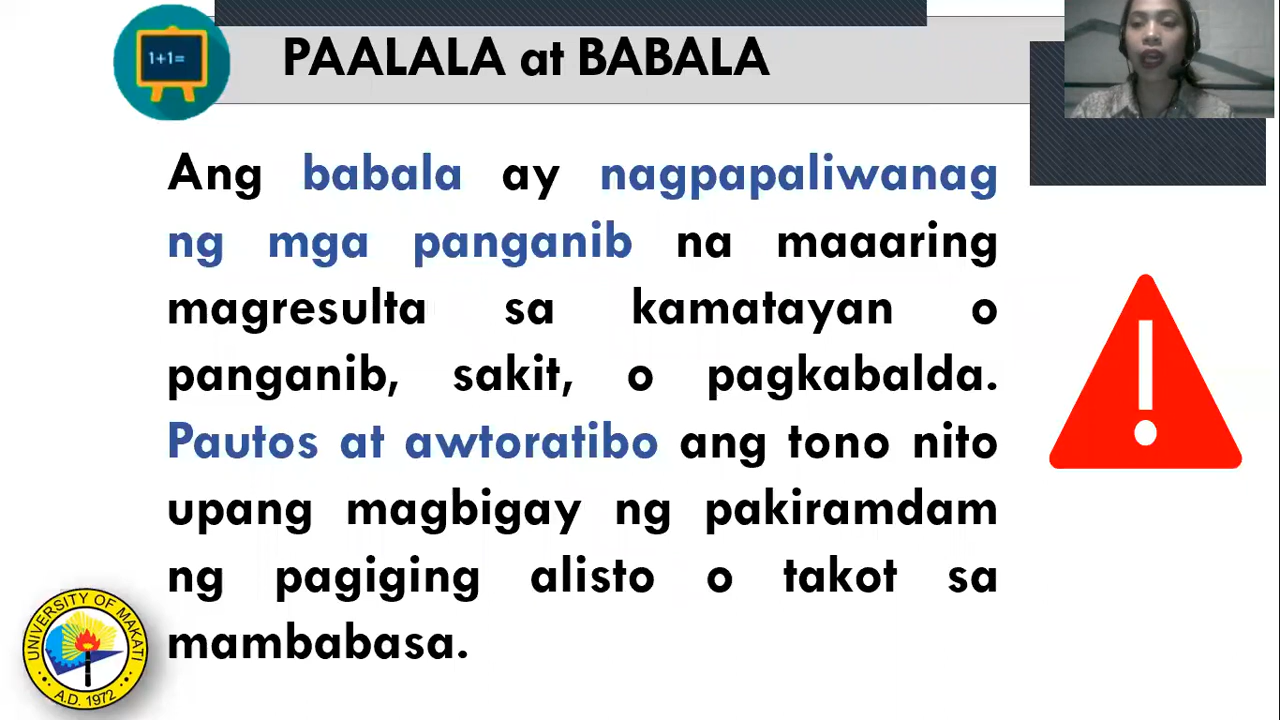 1+1=
PAALALA at BABALA
Ang babala ay nagpapaliwanag
ng mga panganib na maaaring
magresulta sa kamatayan o
panganib, sakit, o pagkabalda.
Pautos at awtoratibo ang tono nito
upang magbigay ng pakiramdam
ng pagiging alisto o takot sa
mambabasa.
UNIVERSITY OF MAKATI
A.D. 1972